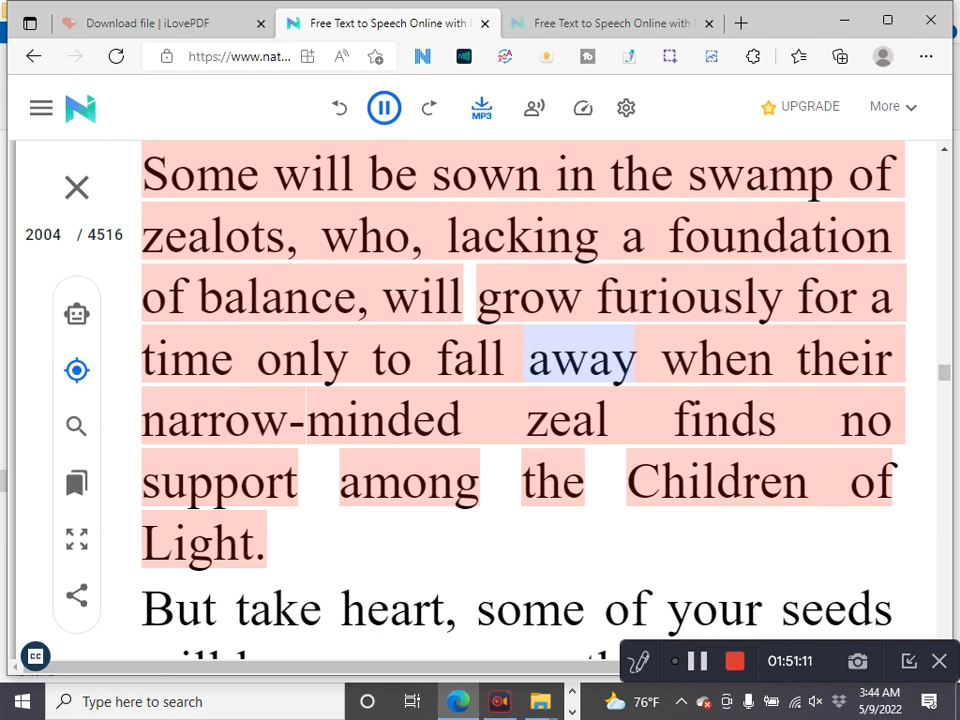 Download file | iLovePDF
Free Text to Speech Online with
Free Text to Speech Online with
https://www.nat...
UPGRADE
More
MP3
2004 / 4516
Some will be sown in the swamp of
zealots, who, lacking a foundation
of balance, will grow furiously for a
time only to fall away when their
narrow-minded zeal finds no
support among the Children of
Light.
But take heart, some of your seeds
CC
01:51:11
Type here to search
76°F
3:44 AM
5/9/2022